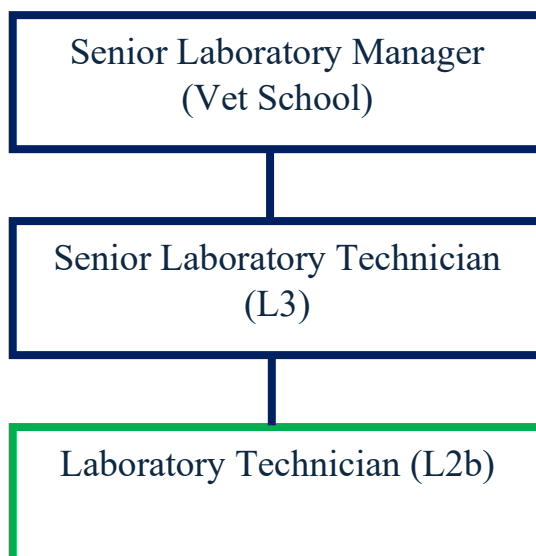 Senior Laboratory Manager
(Vet School)
Senior Laboratory Technician
(L3)
Laboratory Technician (L2b)